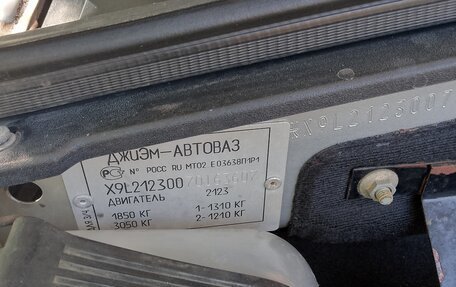 ДЖИЭМ-АВТОВАЗ
N° РОСС RU МТ02 Е03638П1Р1
X9L212300
ДВИГАТЕЛЬ 2123
1850 КГ 1-1310 КГ
3050 КГ 2-1210 КГ
X9L2123007